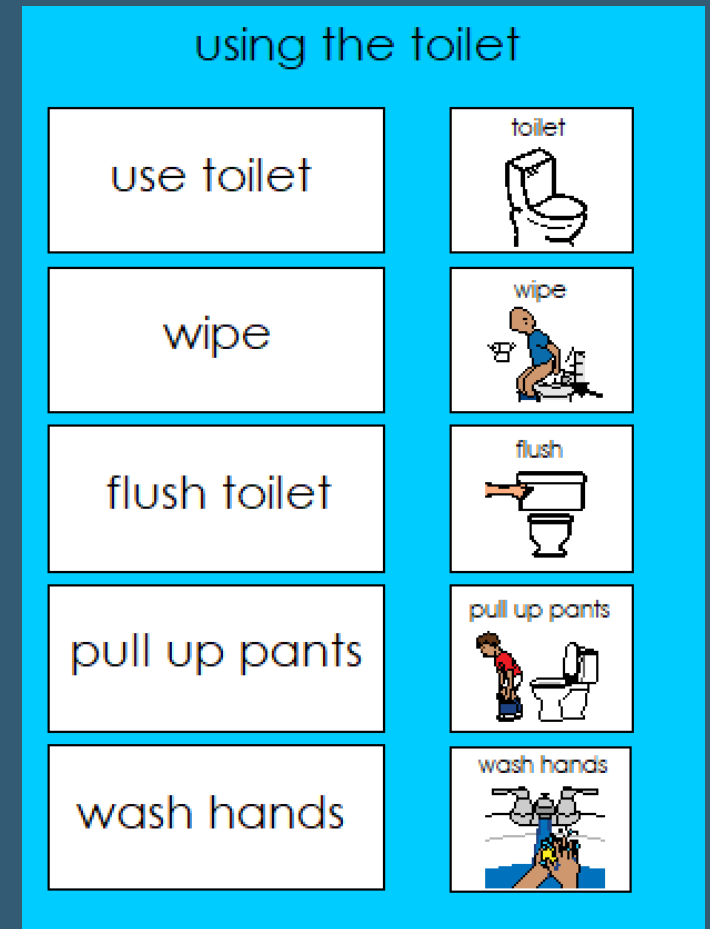 using the toilet
use toilet
toilet
wipe
wipe
flush toilet
flush
pull up pants
pull up pants
wash hands
wash hands